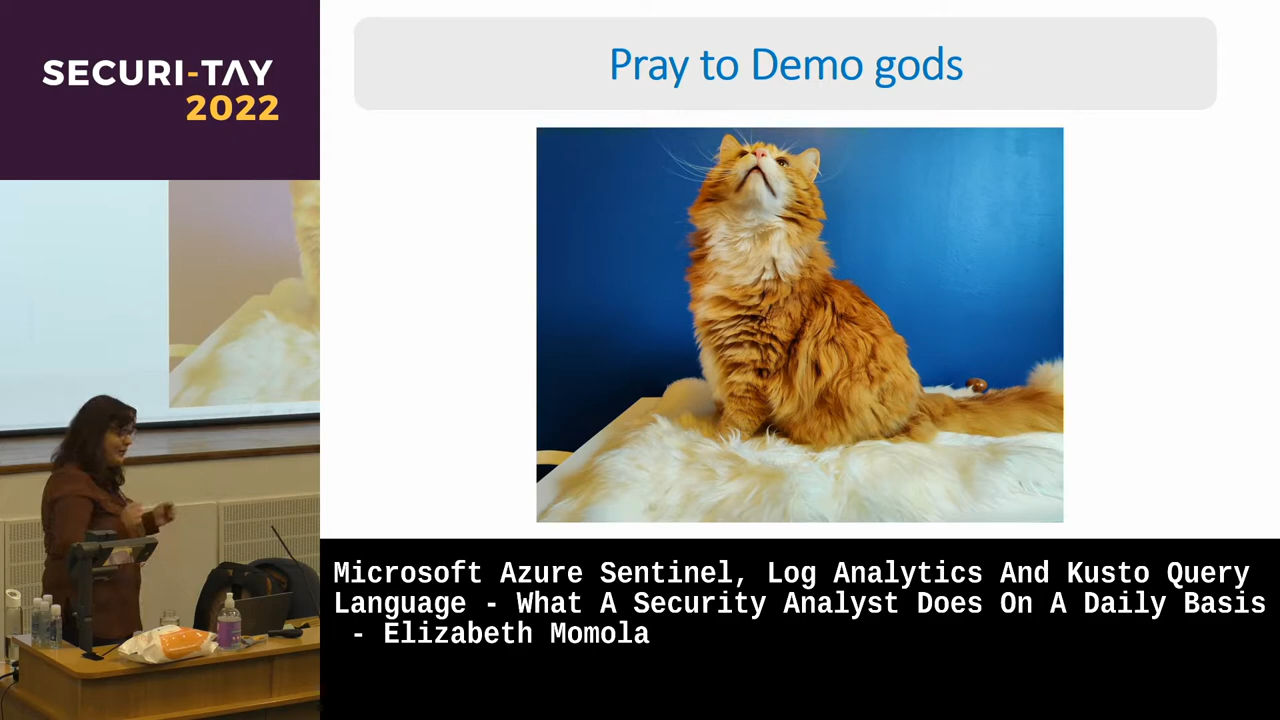 SECURI-TAY
2022
Pray to Demo gods
Microsoft Azure Sentinel, Log Analytics And Kusto Query
Language - What A Security Analyst Does On A Daily Basis
- Elizabeth Momola